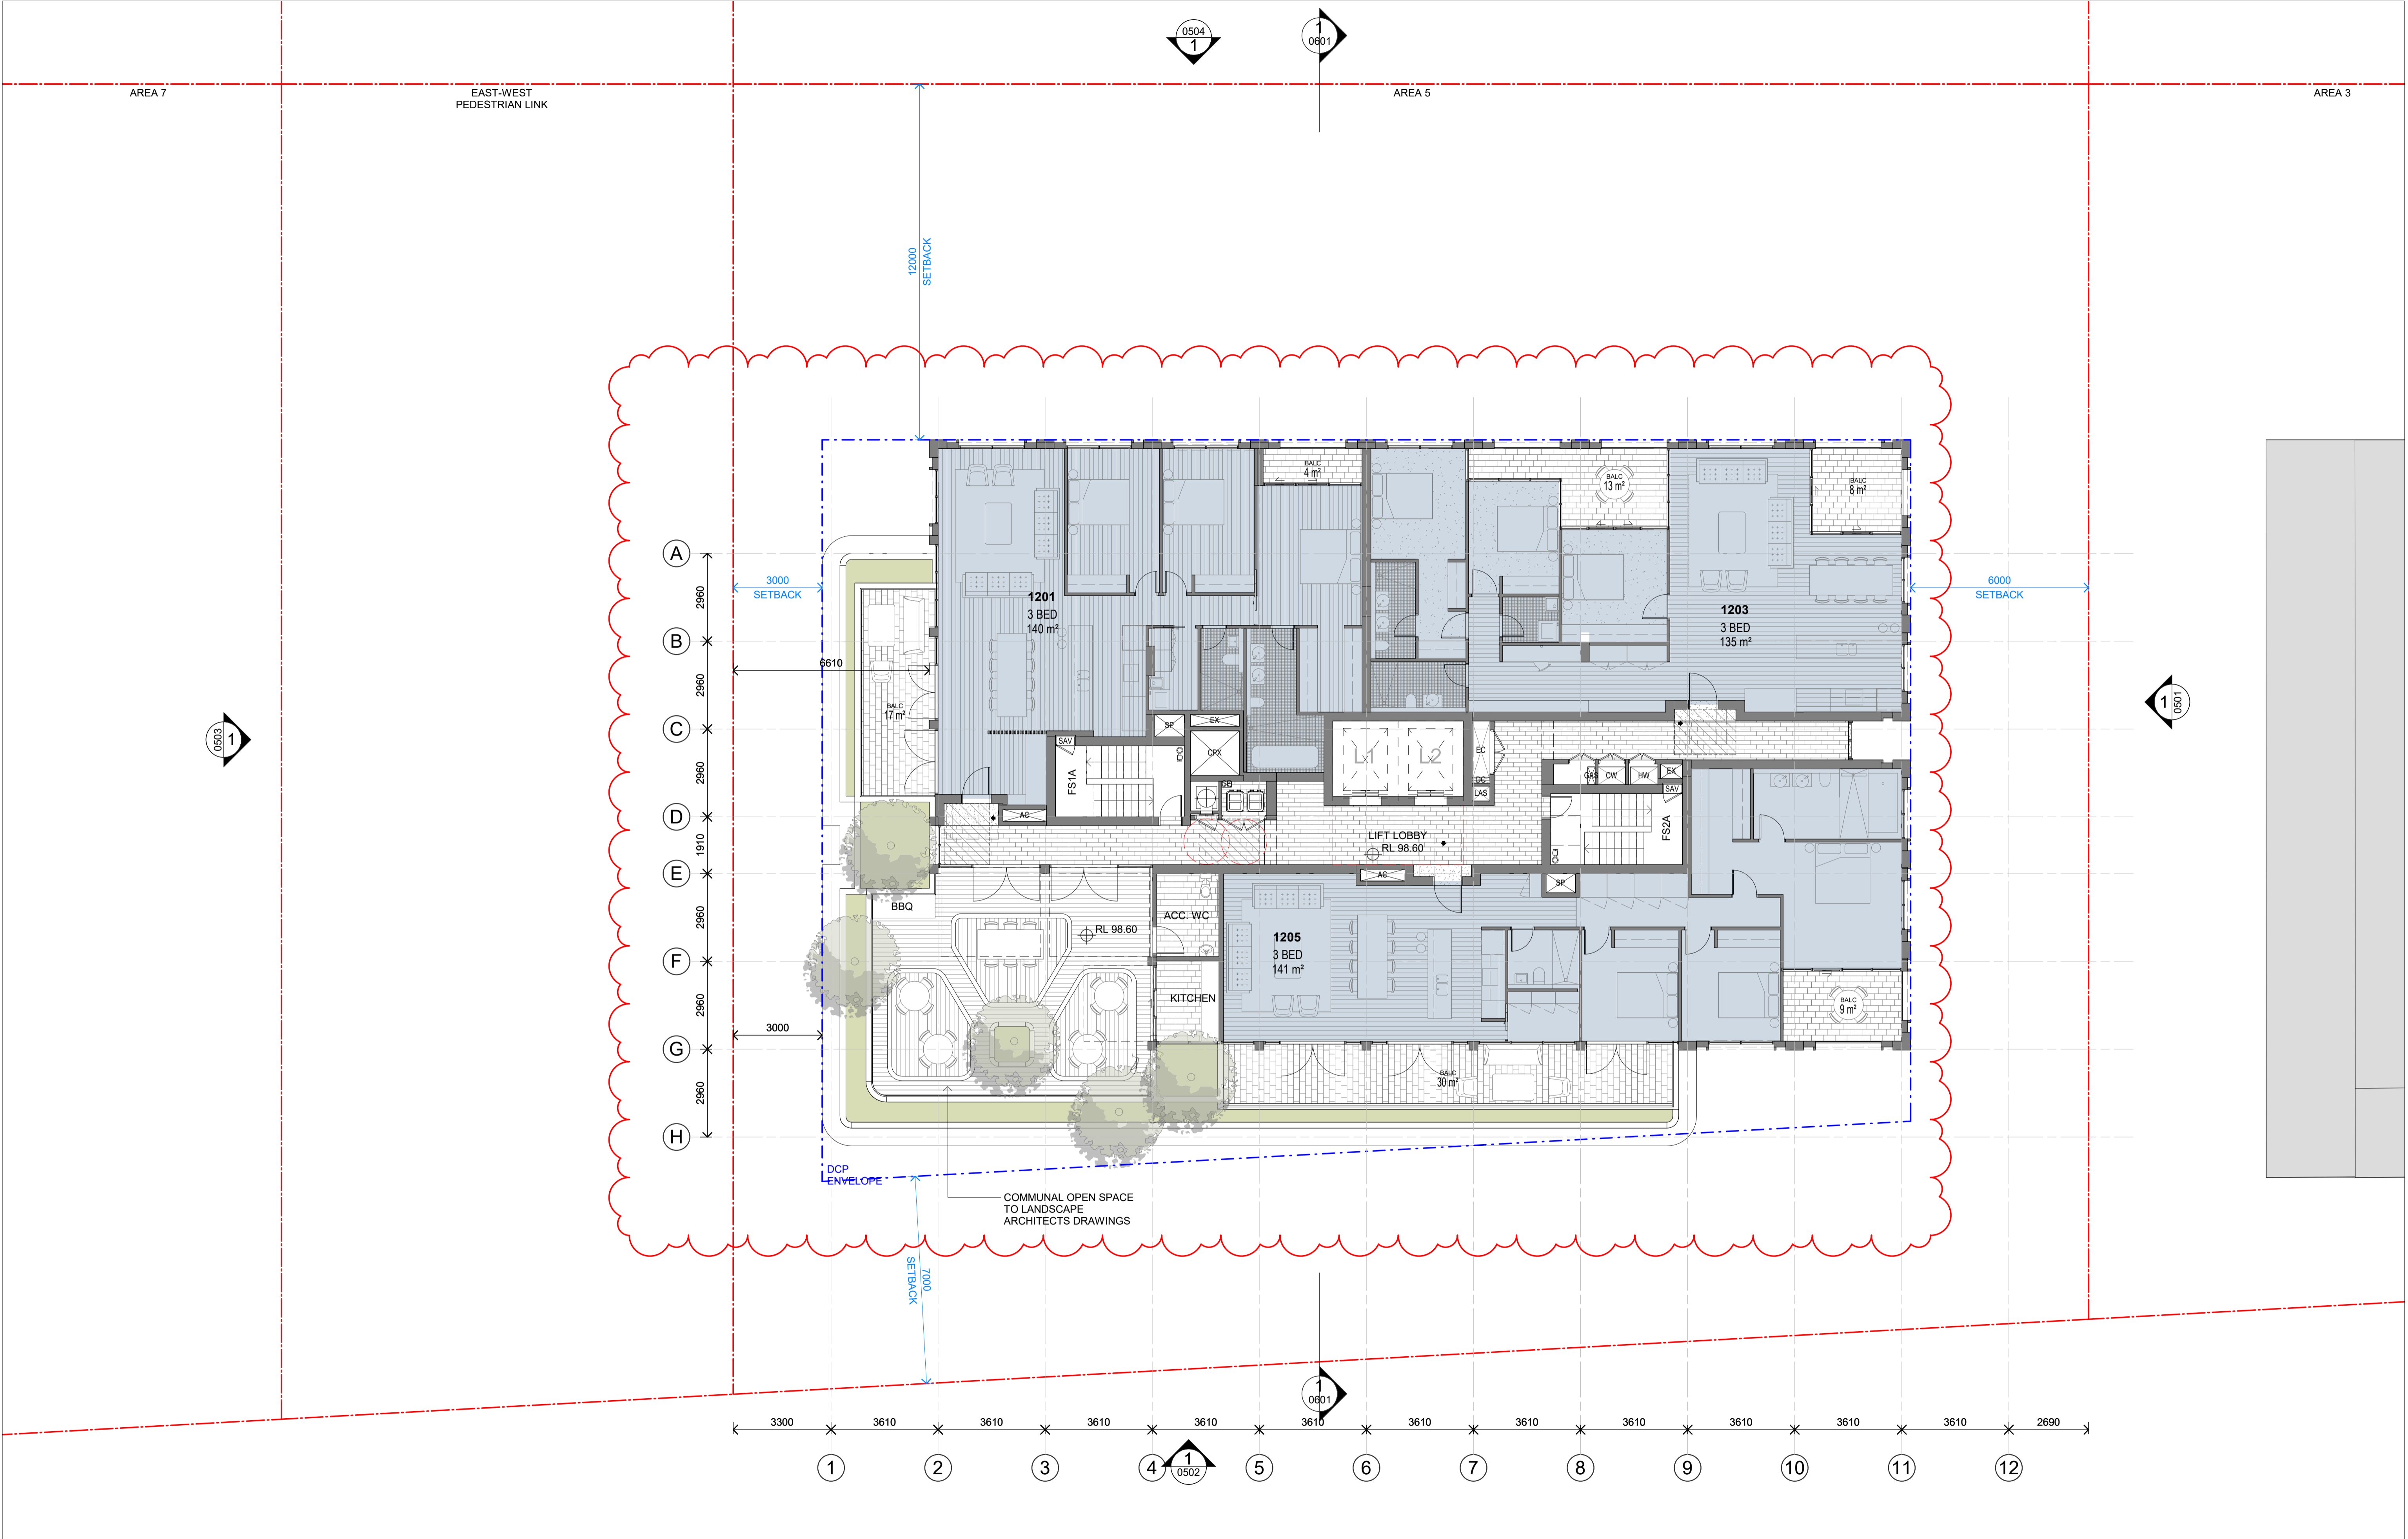 0504
1
1
0601
AREA 7
EAST-WEST
PEDESTRIAN LINK
AREA 5
AREA 3
12000
SETBACK
BALC
4 m²
BALC
13 m²
BALC
8 m²
A
3000
SETBACK
6000
SETBACK
2960
1201
3 BED
140 m²
1203
3 BED
135 m²
B
6610
2960
BALC
17 m²
1
0501
0503
1
C
SP
EX
SAV
CPX
L1
L2
EC
2960
FS1A
GAS
CW
HW
EX
DC
LAS
SAV
AC
D
1910
LIFT LOBBY
RL 98.60
FS2A
E
AC
SP
BBQ
ACC. WC
2960
RL 98.60
1205
3 BED
141 m²
F
KITCHEN
BALC
9 m²
2960
3000
G
BALC
30 m²
2960
H
DCP
ENVELOPE
COMMUNAL OPEN SPACE
TO LANDSCAPE
ARCHITECTS DRAWINGS
7000
SETBACK
1
0601
3300
3610
3610
3610
3610
3610
3610
3610
3610
3610
3610
3610
2690
1
2
3
4
1
0502
5
6
7
8
9
10
11
12